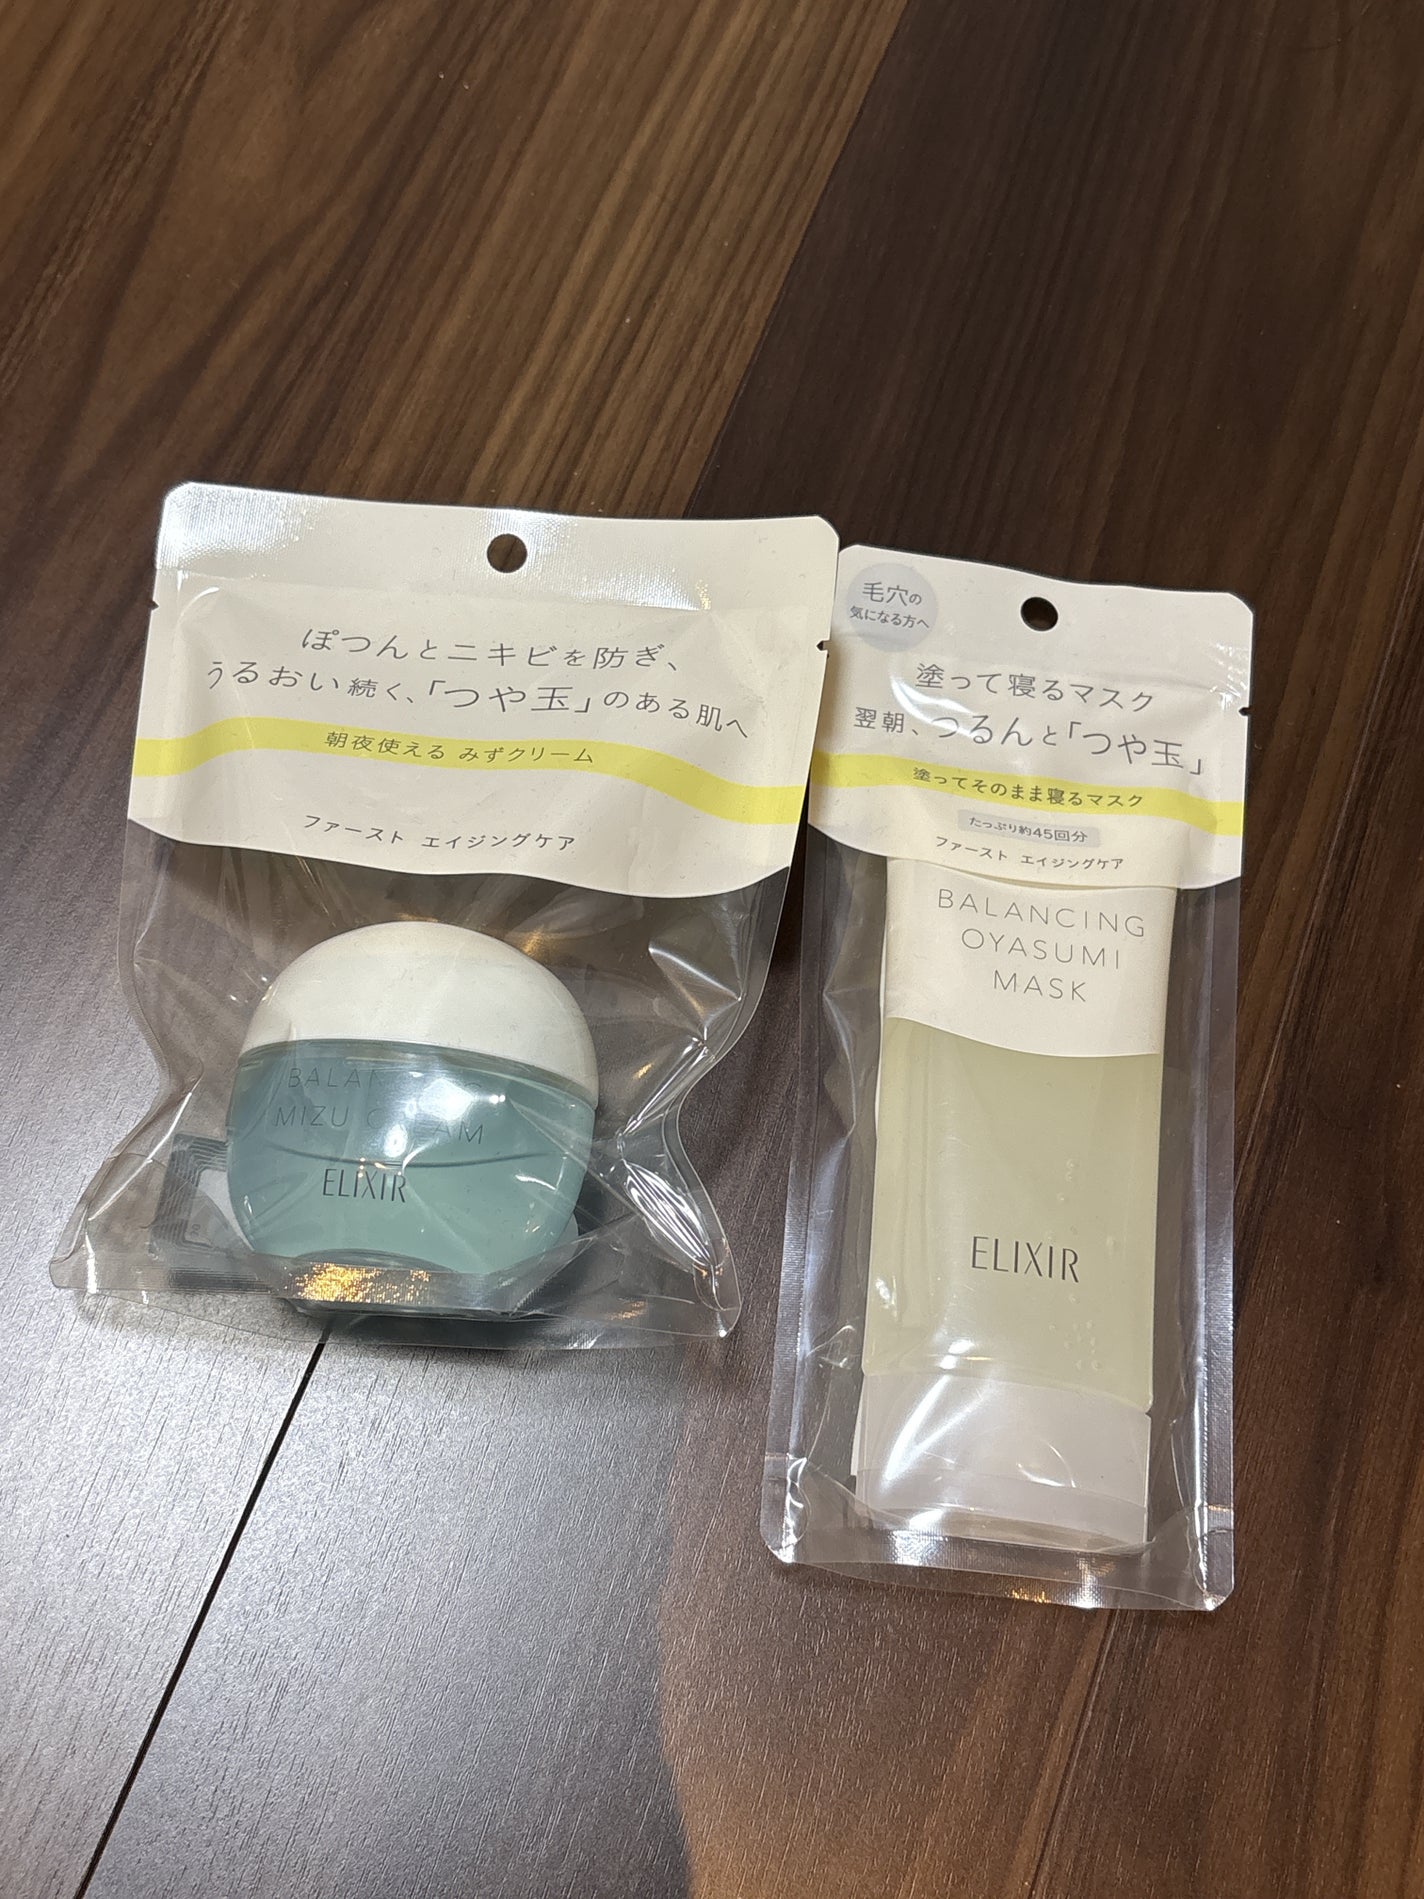 ぽつんとニキビを防ぎ、
うるおい続く、「つや玉」のある肌へ
朝夜使える みずクリーム
ファースト エイジングケア
BALANCING
MIZU CREAM
ELIXIR
毛穴の
気になる方へ
塗って寝るマスク
翌朝、つるんと「つや玉」
塗ってそのまま寝るマスク
たっぷり約45回分
ファースト エイジングケア
BALANCING
OYASUMI
MASK
ELIXIR